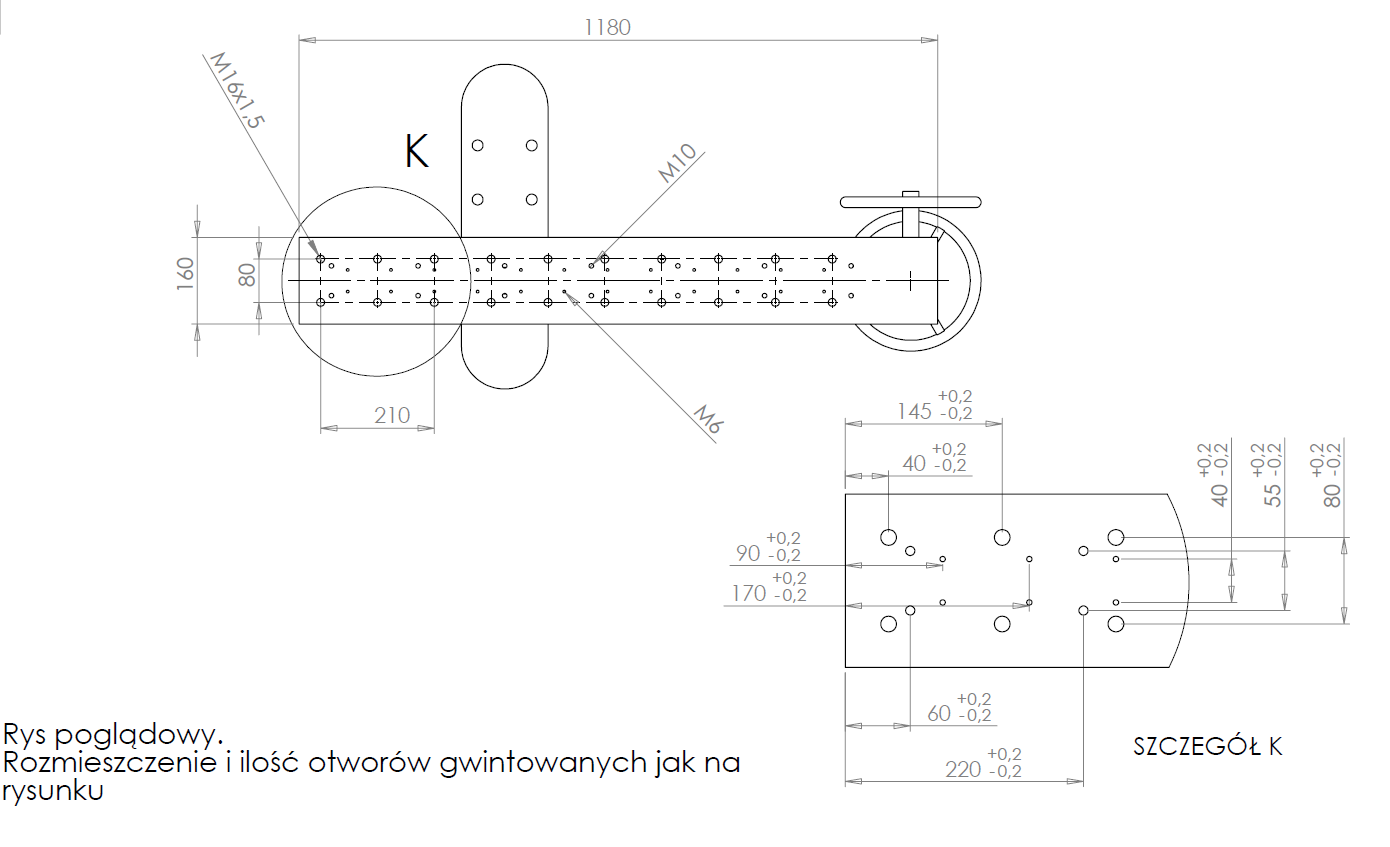 1180
M16x1,5
K
M10
160
80
210
M6
145 +0,2 -0,2
40 +0,2 -0,2
40 +0,2 -0,2
55 +0,2 -0,2
80 +0,2 -0,2
90 +0,2 -0,2
170 +0,2 -0,2
60 +0,2 -0,2
220 +0,2 -0,2
SZCZEGÓŁ K
Rys poglądowy.
Rozmieszczenie i ilość otworów gwintowanych jak na
rysunku